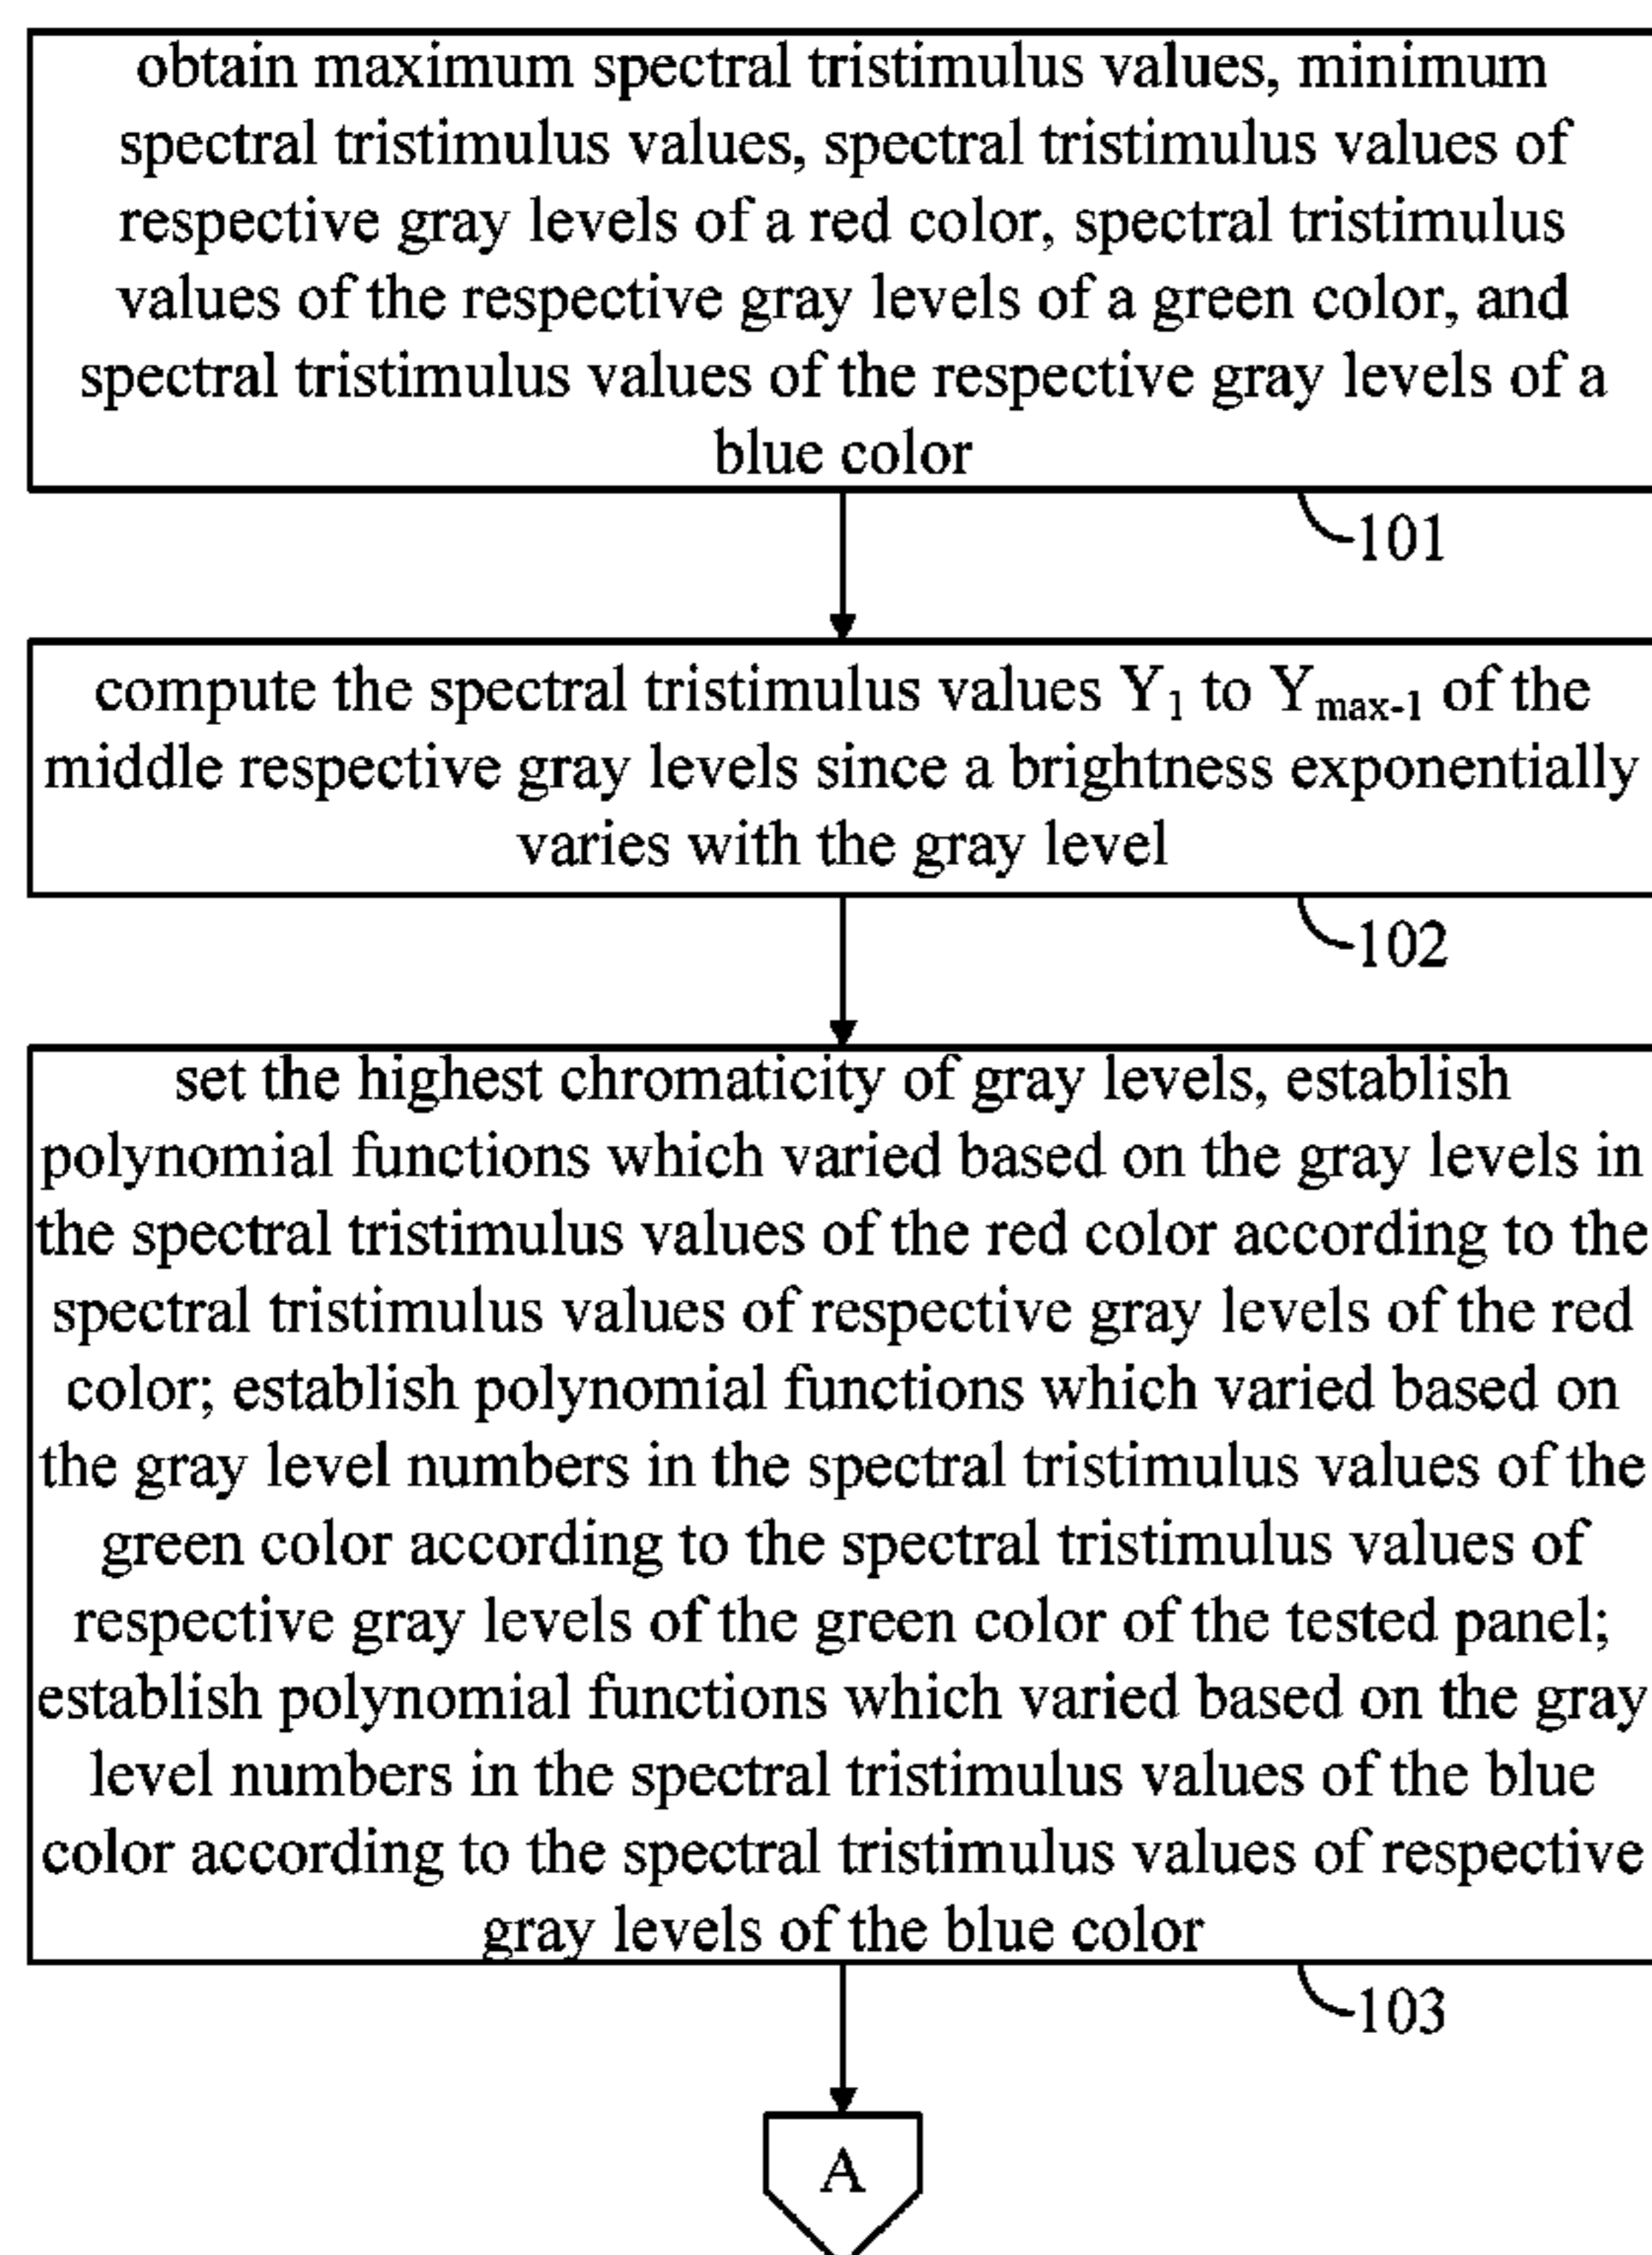 obtain maximum spectral tristimulus values, minimum
spectral tristimulus values, spectral tristimulus values of
respective gray levels of a red color, spectral tristimulus
values of the respective gray levels of a green color, and
spectral tristimulus values of the respective gray levels of a
blue color
101
compute the spectral tristimulus values Y1 to Ymax-1 of the
middle respective gray levels since a brightness exponentially
varies with the gray level
102
set the highest chromaticity of gray levels, establish
polynomial functions which varied based on the gray levels in
the spectral tristimulus values of the red color according to the
spectral tristimulus values of respective gray levels of the red
color; establish polynomial functions which varied based on
the gray level numbers in the spectral tristimulus values of the
green color according to the spectral tristimulus values of
respective gray levels of the green color of the tested panel;
establish polynomial functions which varied based on the gray
level numbers in the spectral tristimulus values of the blue
color according to the spectral tristimulus values of respective
gray levels of the blue color
103
A